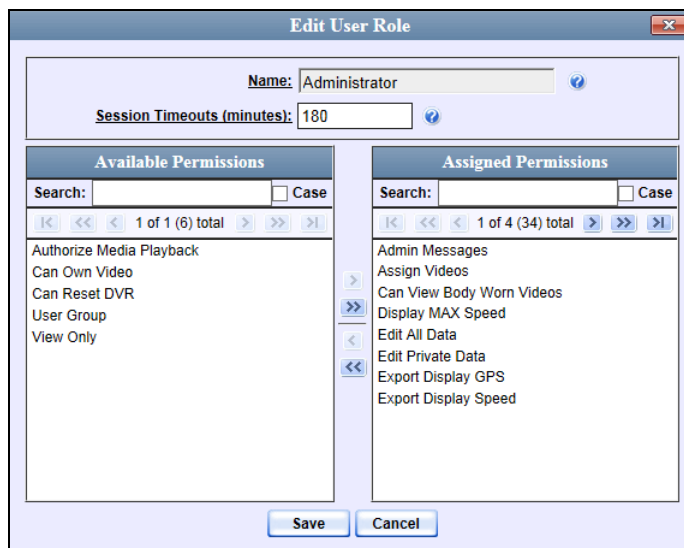 Edit User Role
Name: Administrator
Session Timeouts (minutes): 180
Available Permissions
Search: Case
1 of 1 (6) total
Authorize Media Playback
Can Own Video
Can Reset DVR
User Group
View Only
Assigned Permissions
Search: Case
1 of 4 (34) total
Admin Messages
Assign Videos
Can View Body Worn Videos
Display MAX Speed
Edit All Data
Edit Private Data
Export Display GPS
Export Display Speed
Save Cancel